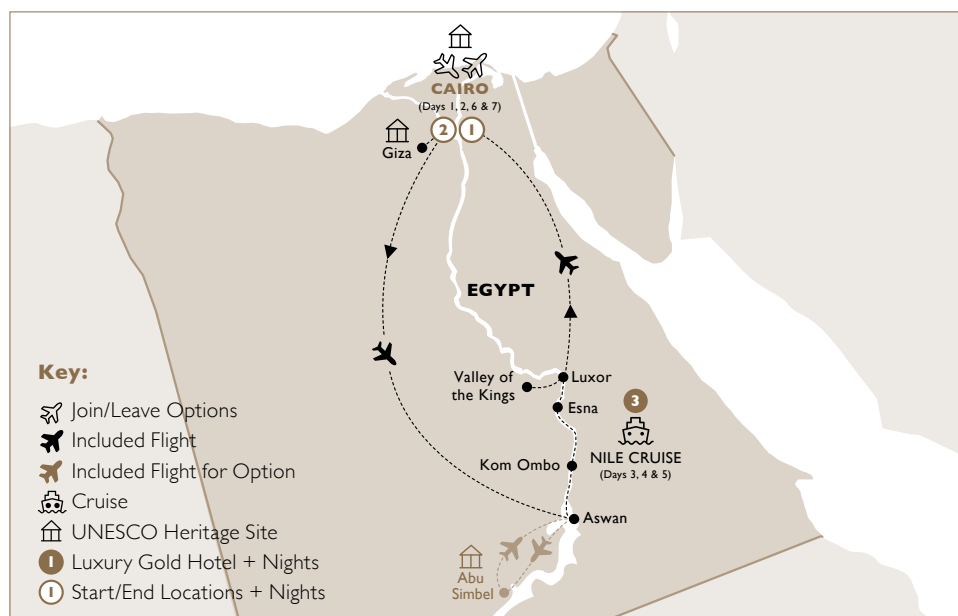 CAIRO
(Days 1, 2, 6 & 7)
2
1
Giza
EGYPT
Valley of
the Kings
Luxor
Esna
3
NILE CRUISE
(Days 3, 4 & 5)
Kom Ombo
Aswan
Abu
Simbel
Key:
Join/Leave Options
Included Flight
Included Flight for Option
Cruise
UNESCO Heritage Site
1 Luxury Gold Hotel + Nights
1 Start/End Locations + Nights